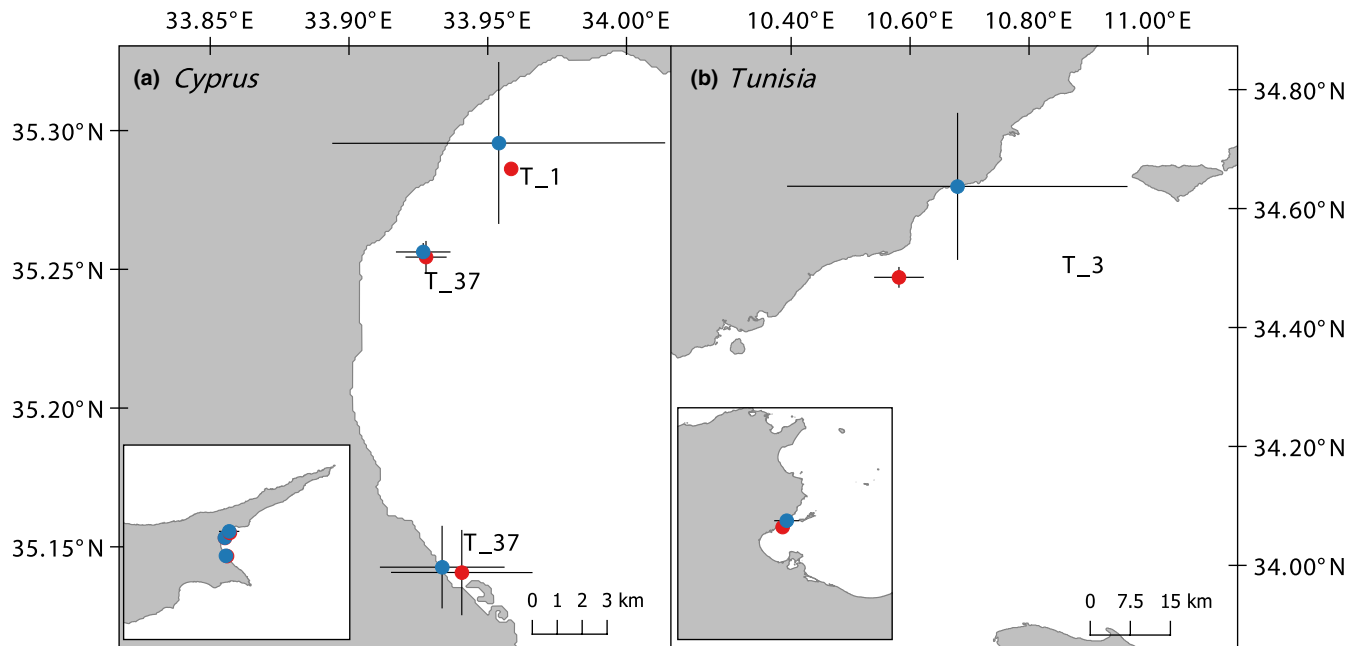 33.85°E 33.90°E 33.95°E 34.00°E 10.40°E 10.60°E 10.80°E 11.00°E
(a) Cyprus
(b) Tunisia
35.30°N
35.25°N
35.20°N
35.15°N
T_1
T_37
T_37
0 1 2 3 km
T_3
0 7.5 15 km
34.80°N
34.60°N
34.40°N
34.20°N
34.00°N